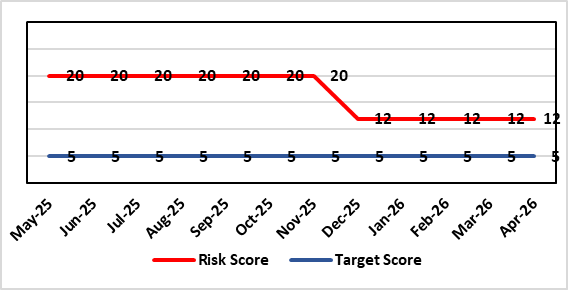 20 20 20 20 20 20 20
12 12 12 12 12
5 5 5 5 5 5 5 5 5 5 5 5
May-25 Jun-25 Jul-25 Aug-25 Sep-25 Oct-25 Nov-25 Dec-25 Jan-26 Feb-26 Mar-26 Apr-26
Risk Score Target Score